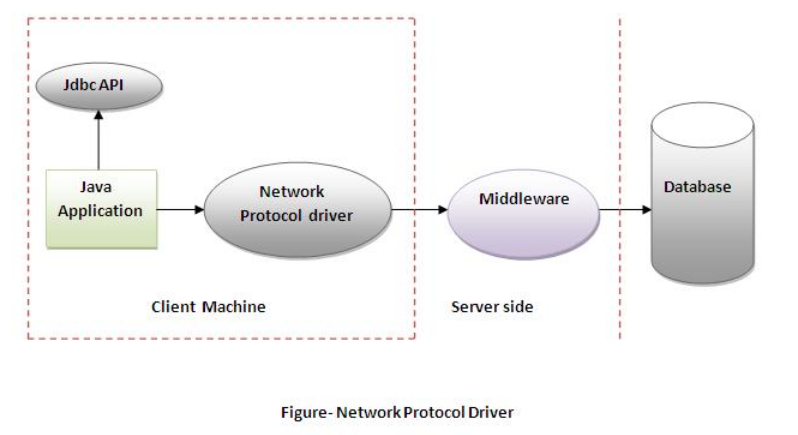 Jdbc API
Java
Application
Network
Protocol driver
Middleware
Database
Client Machine
Server side
Figure- Network Protocol Driver